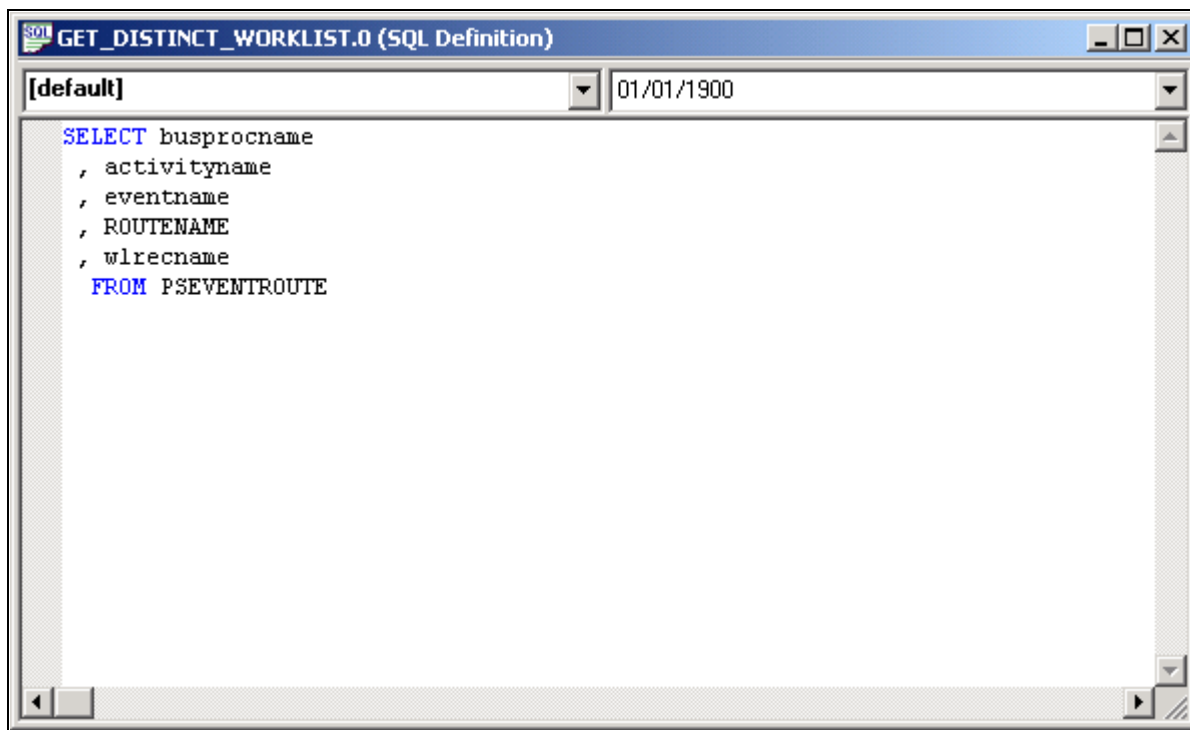 GET_DISTINCT_WORKLIST.0 (SQL Definition)
[default] 01/01/1900
SELECT busprocname
, activityname
, eventname
, ROUTENAME
, wlrecname
FROM PSEVENTROUTE